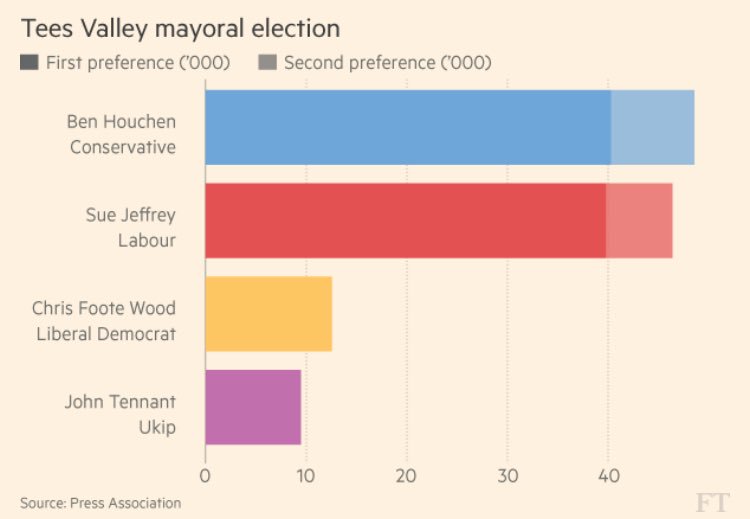 Tees Valley mayoral election
First preference ('000) Second preference ('000)
Ben Houchen
Conservative
Sue Jeffrey
Labour
Chris Foote Wood
Liberal Democrat
John Tennant
Ukip
0 10 20 30 40
Source: Press Association
FT